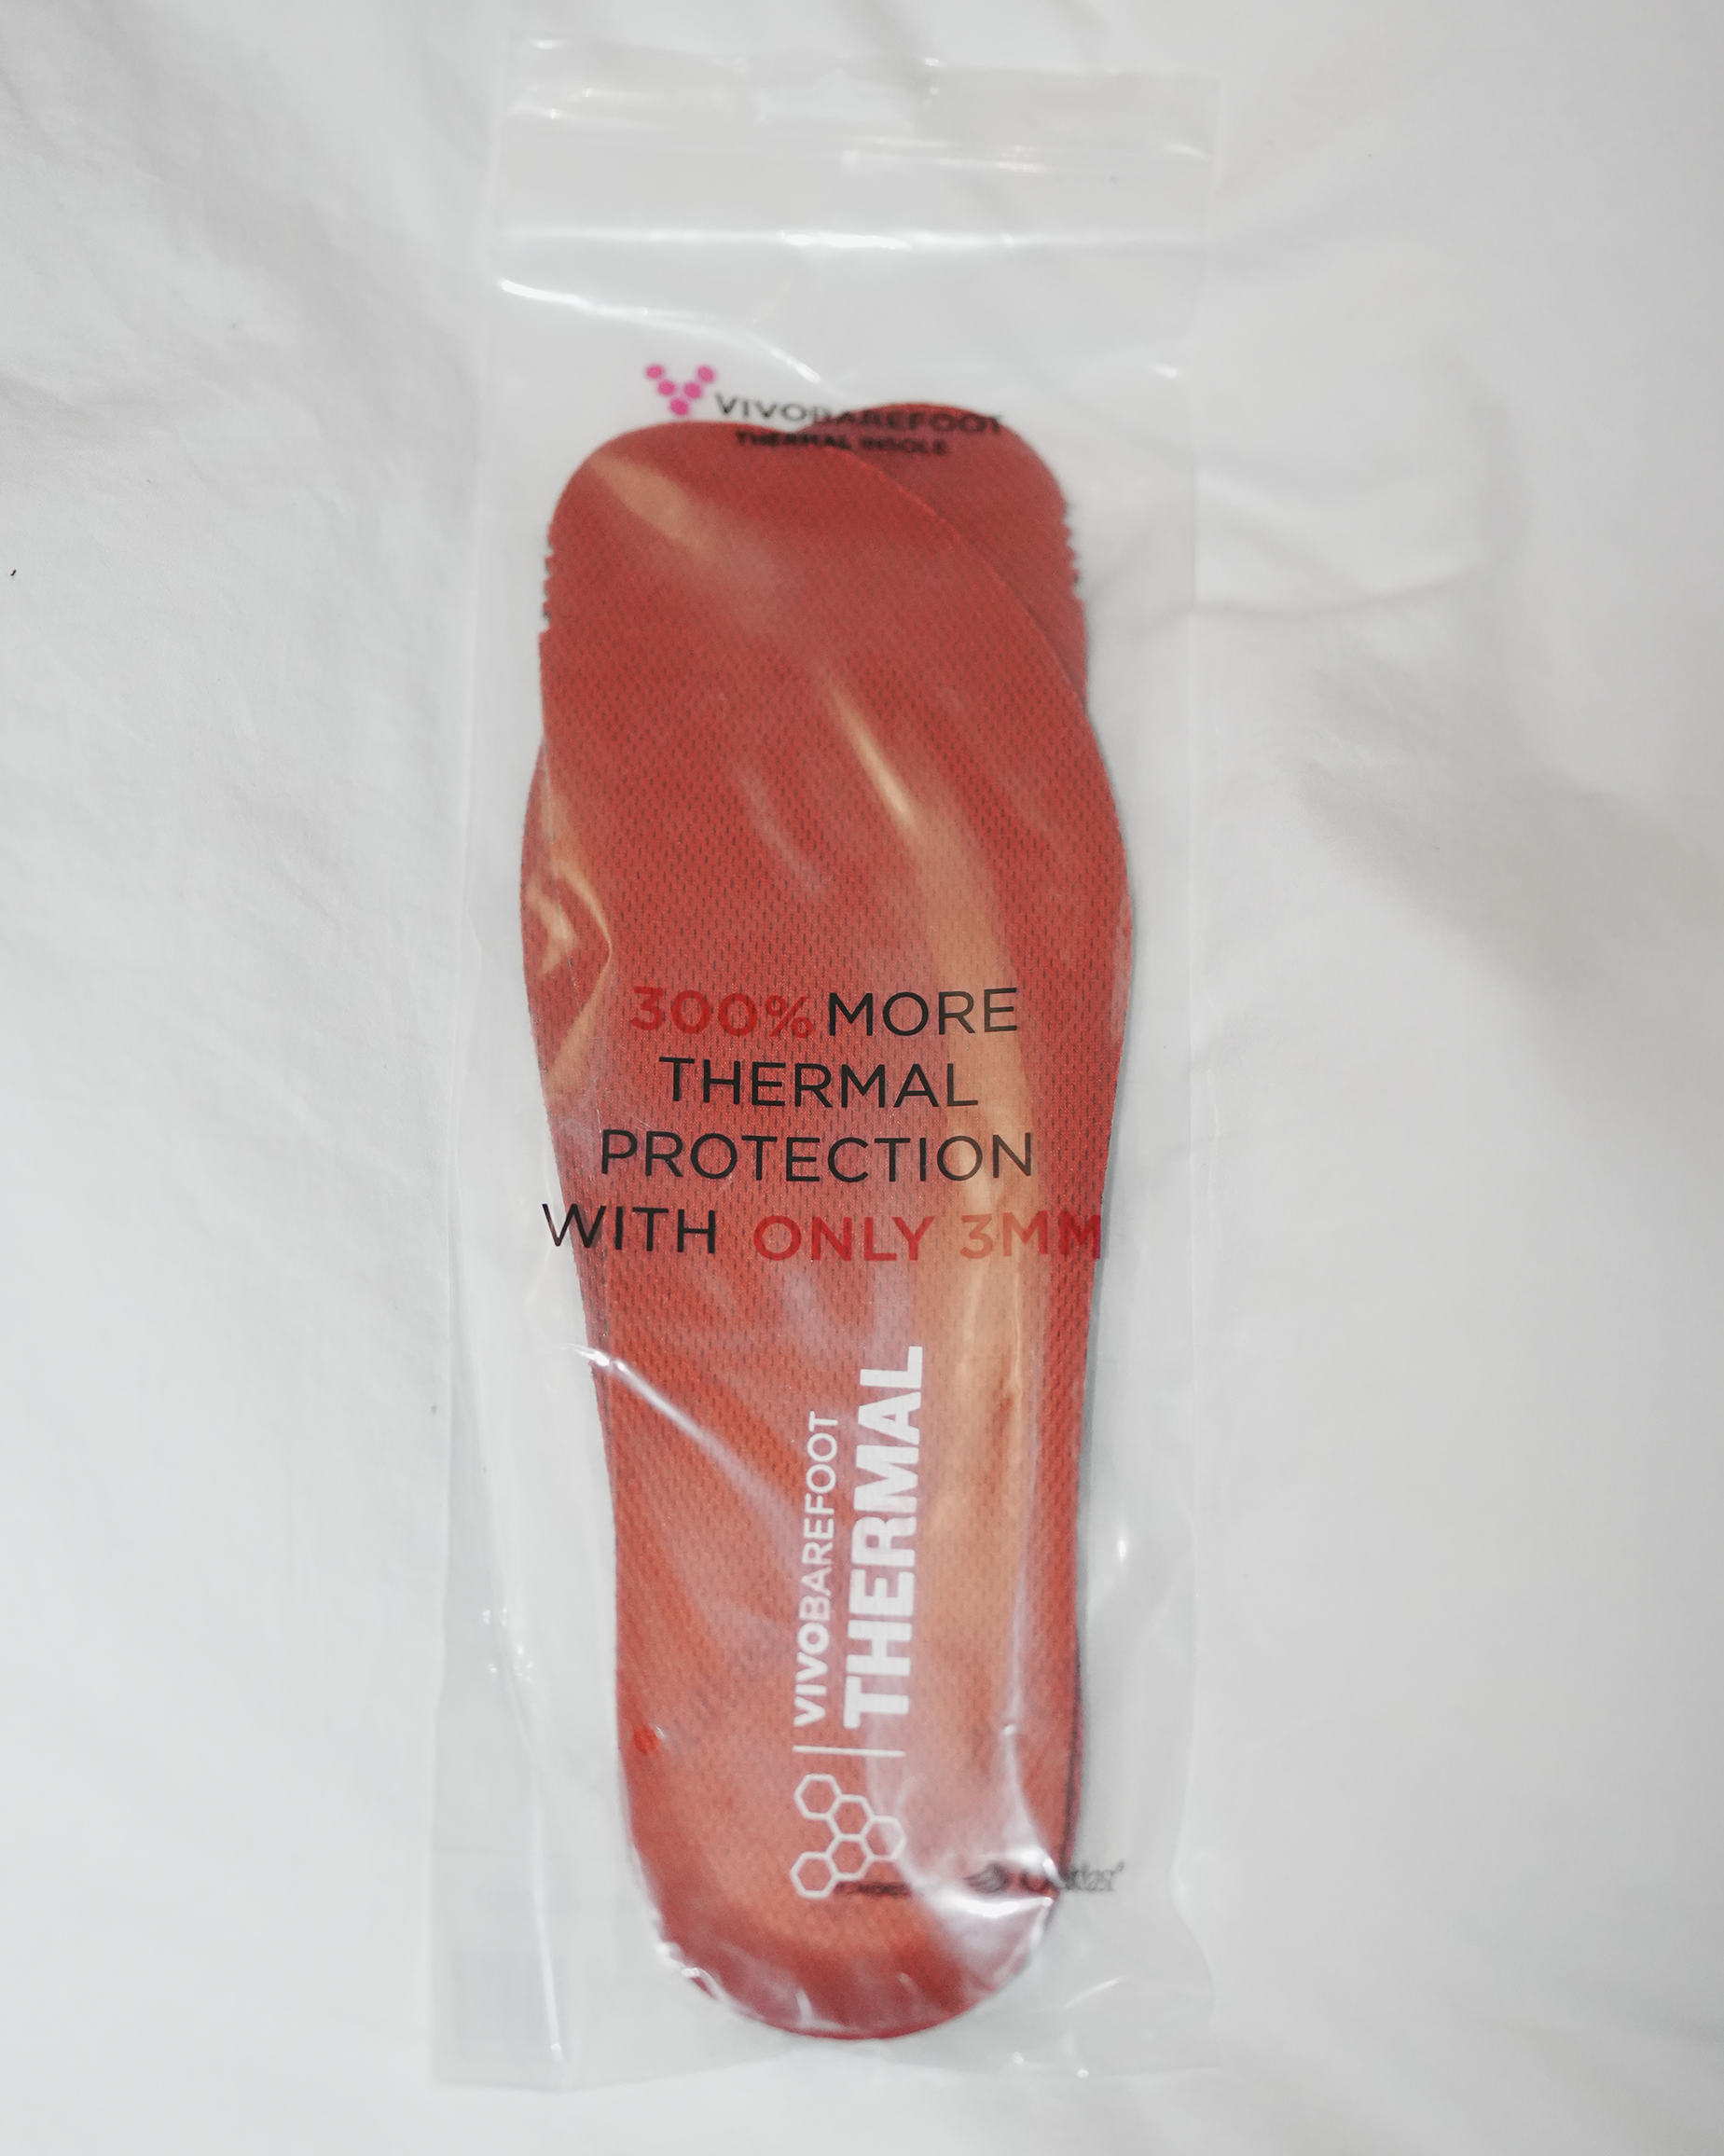 VIVOBAREFOOT
THERMAL INSOLE
300% MORE
THERMAL
PROTECTION
WITH ONLY 3MM
VIVOBAREFOOT
THERMAL